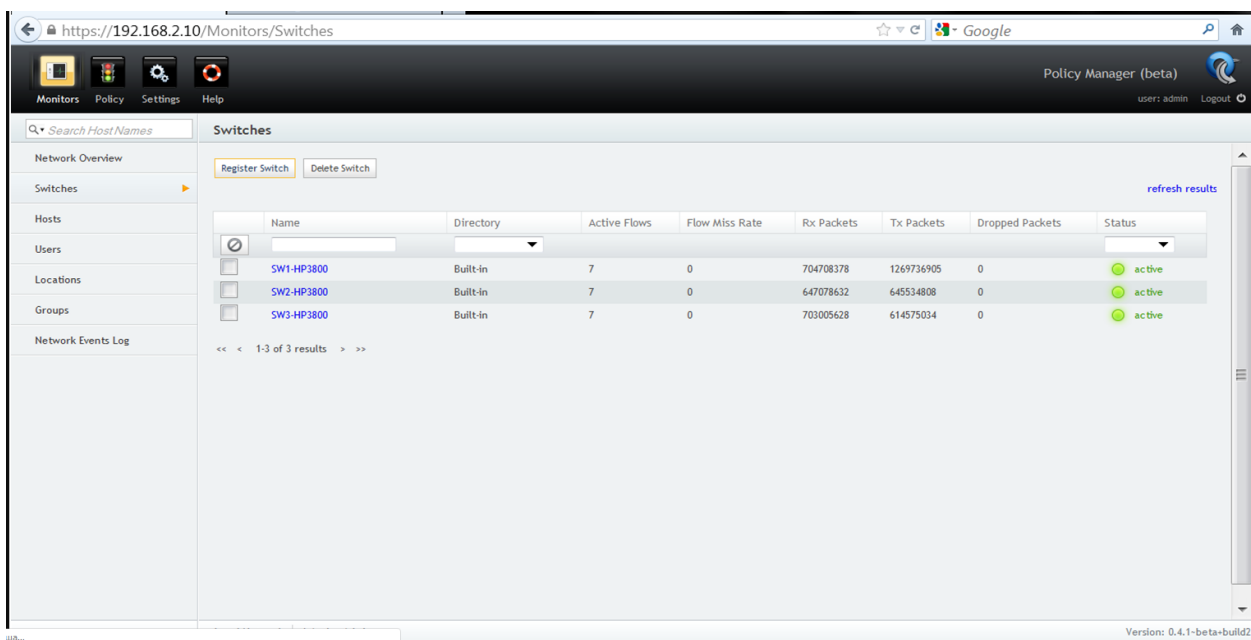 https://192.168.2.10/Monitors/Switches
Google
Monitors Policy Settings Help
Policy Manager (beta)
user: admin Logout
Search Host Names
Switches
Network Overview
Switches
Hosts
Users
Locations
Groups
Network Events Log
Register Switch Delete Switch
refresh results
Name Directory Active Flows Flow Miss Rate Rx Packets Tx Packets Dropped Packets Status
SW1-HP3800 Built-in 7 0 704708378 1269736905 0 active
SW2-HP3800 Built-in 7 0 647078632 645534808 0 active
SW3-HP3800 Built-in 7 0 703005628 614575034 0 active
<< < 1-3 of 3 results > >>
Version: 0.4.1~beta+build2